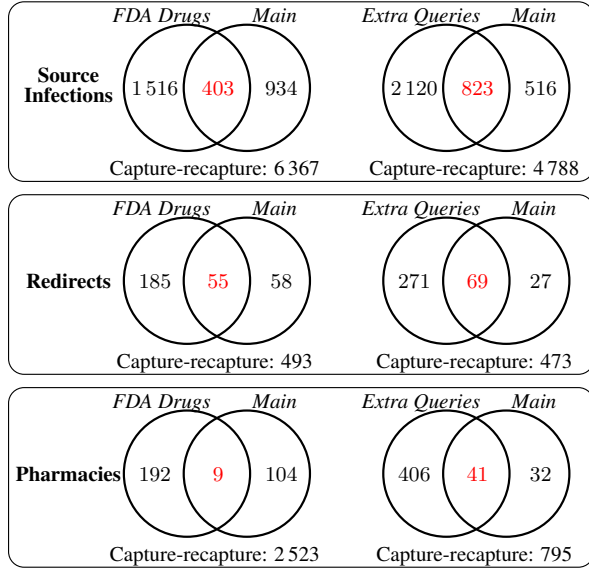 FDA Drugs Main Extra Queries Main
Source Infections
1 516 403 934 2 120 823 516
Capture-recapture: 6 367 Capture-recapture: 4 788
FDA Drugs Main Extra Queries Main
Redirects 185 55 58 271 69 27
Capture-recapture: 493 Capture-recapture: 473
FDA Drugs Main Extra Queries Main
Pharmacies 192 9 104 406 41 32
Capture-recapture: 2 523 Capture-recapture: 795